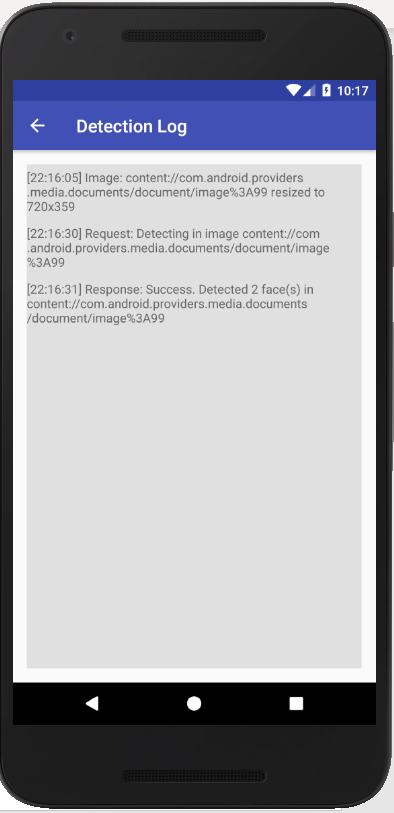 10:17
Detection Log
[22:16:05] Image: content://com.android.providers
.media.documents/document/image%3A99 resized to
720x359
[22:16:30] Request: Detecting in image content://com
.android.providers.media.documents/document/image
%3A99
[22:16:31] Response: Success. Detected 2 face(s) in
content://com.android.providers.media.documents
/document/image%3A99